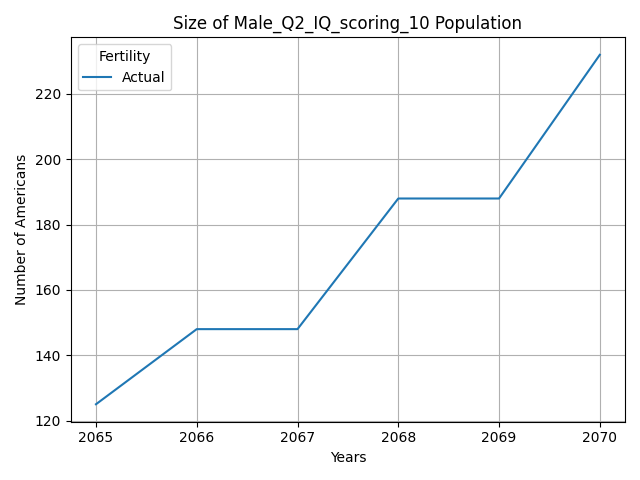 Size of Male_Q2_IQ_scoring_10 Population
Fertility
Actual
Number of Americans
220
200
180
160
140
120
2065 2066 2067 2068 2069 2070
Years